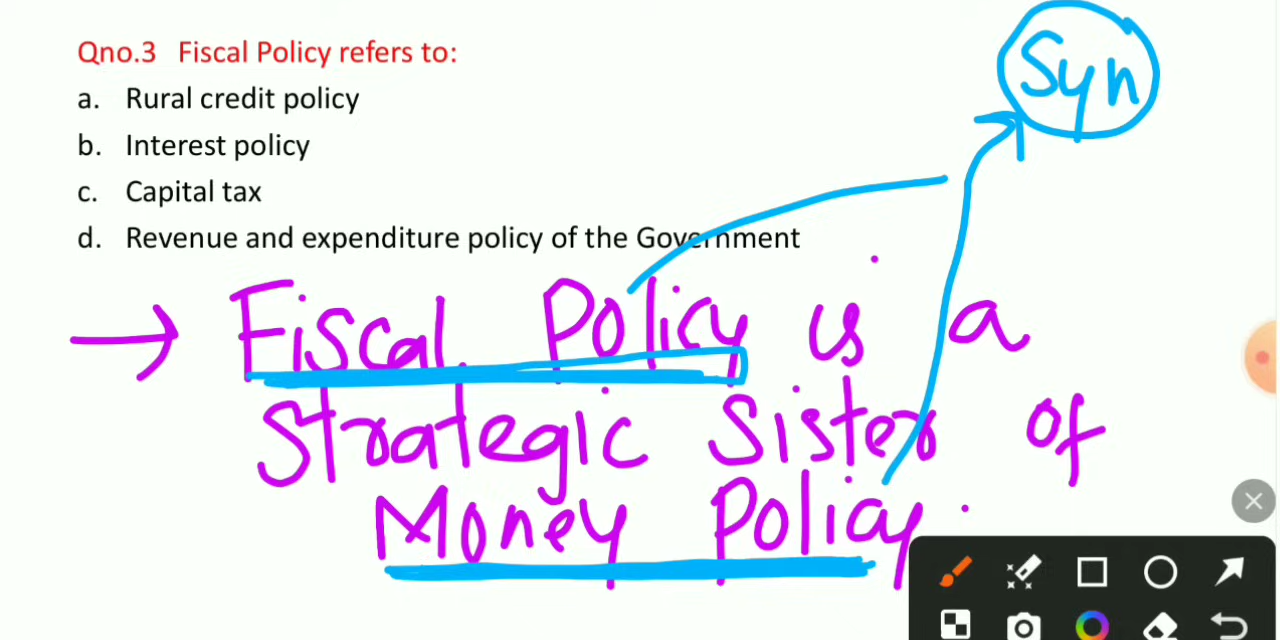 Qno.3 Fiscal Policy refers to:
a. Rural credit policy
b. Interest policy
c. Capital tax
d. Revenue and expenditure policy of the Government
Syn
→ Fiscal Policy is a
Strategic Sister of
Money Policy.